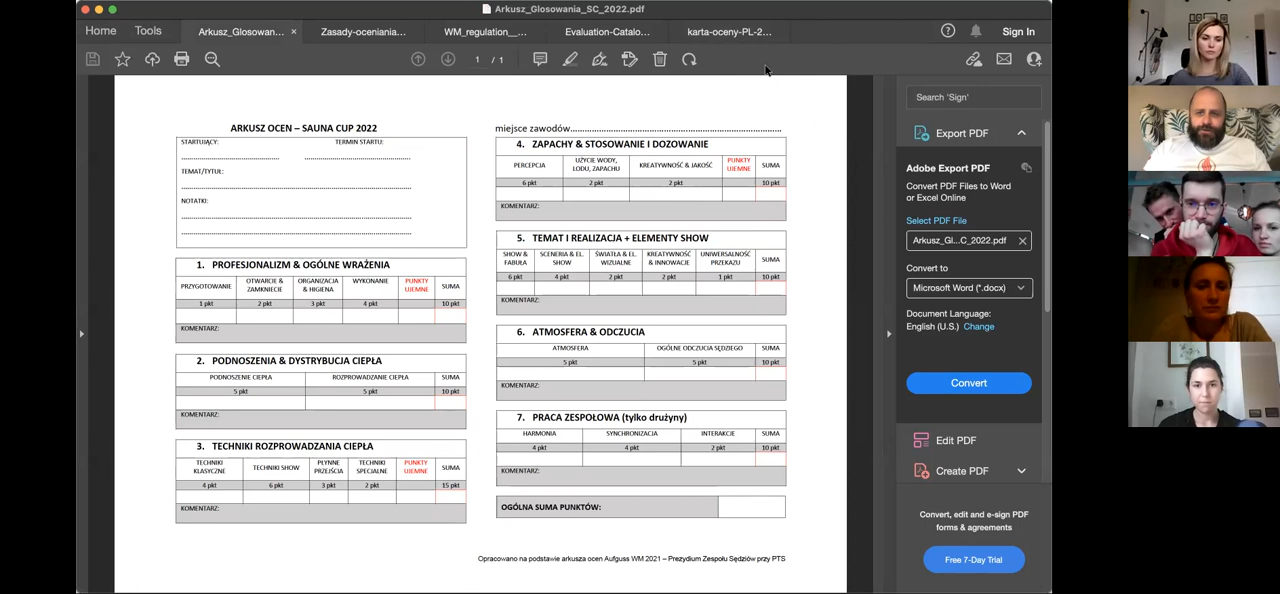 Arkusz_Glosowania_SC_2022.pdf
Home Tools Arkusz_Glosowan... × Zasady-oceniania... WM_regulation__... Evaluation-Catalo... karta-oceny-PL-2... Sign In
1 / 1
Search 'Sign'
Export PDF
Adobe Export PDF
Convert PDF Files to Word
or Excel Online
Select PDF File
Arkusz_Gl...C_2022.pdf
Convert to
Microsoft Word (*.docx)
Document Language:
English (U.S.) Change
Convert
Edit PDF
Create PDF
Convert, edit and e-sign PDF
forms & agreements
Free 7-Day Trial
ARKUSZ OCEN – SAUNA CUP 2022
STARTUJĄCY: TERMIN STARTU:
TEMAT/TYTUŁ:
NOTATKI:
1. PROFESJONALIZM & OGÓLNE WRAŻENIA
PRZYGOTOWANIE OTWARCIE & ZAMKNIECIE ORGANIZACJA & HIGIENA WYKONANIE PUNKTY UJEMNE SUMA
1 pkt 2 pkt 3 pkt 4 pkt 10 pkt
KOMENTARZ:
2. PODNOSZENIA & DYSTRYBUCJA CIEPŁA
PODNOSZENIE CIEPŁA ROZPROWADZANIE CIEPŁA SUMA
5 pkt 5 pkt 10 pkt
KOMENTARZ:
3. TECHNIKI ROZPROWADZANIA CIEPŁA
TECHNIKI KLASYCZNE TECHNIKI SHOW PŁYNNE PRZEJŚCIA TECHNIKI SPECJALNE PUNKTY UJEMNE SUMA
4 pkt 6 pkt 3 pkt 2 pkt 15 pkt
KOMENTARZ:
miejsce zawodów
4. ZAPACHY & STOSOWANIE I DOZOWANIE
PERCEPCJA UŻYCIE WODY, LODU, ZAPACHU KREATYWNOŚĆ & JAKOŚĆ PUNKTY UJEMNE SUMA
6 pkt 2 pkt 2 pkt 10 pkt
KOMENTARZ:
5. TEMAT I REALIZACJA + ELEMENTY SHOW
SHOW & FABUŁA SCENERIA & EL. SHOW ŚWIATŁA & EL. WIZUALNE KREATYWNOŚĆ & INNOWACJE UNIWERSALNOŚĆ PRZEKAZU SUMA
6 pkt 4 pkt 2 pkt 2 pkt 1 pkt 10 pkt
KOMENTARZ:
6. ATMOSFERA & ODCZUCIA
ATMOSFERA OGÓLNE ODCZUCIA SĘDZIEGO SUMA
5 pkt 5 pkt 10 pkt
KOMENTARZ:
7. PRACA ZESPOŁOWA (tylko drużyny)
HARMONIA SYNCHRONIZACJA INTERAKCJE SUMA
4 pkt 4 pkt 2 pkt 10 pkt
KOMENTARZ:
OGÓLNA SUMA PUNKTÓW:
Opracowano na podstawie arkusza ocen Aufguss WM 2021 – Prezydium Zespołu Sędziów przy PTS